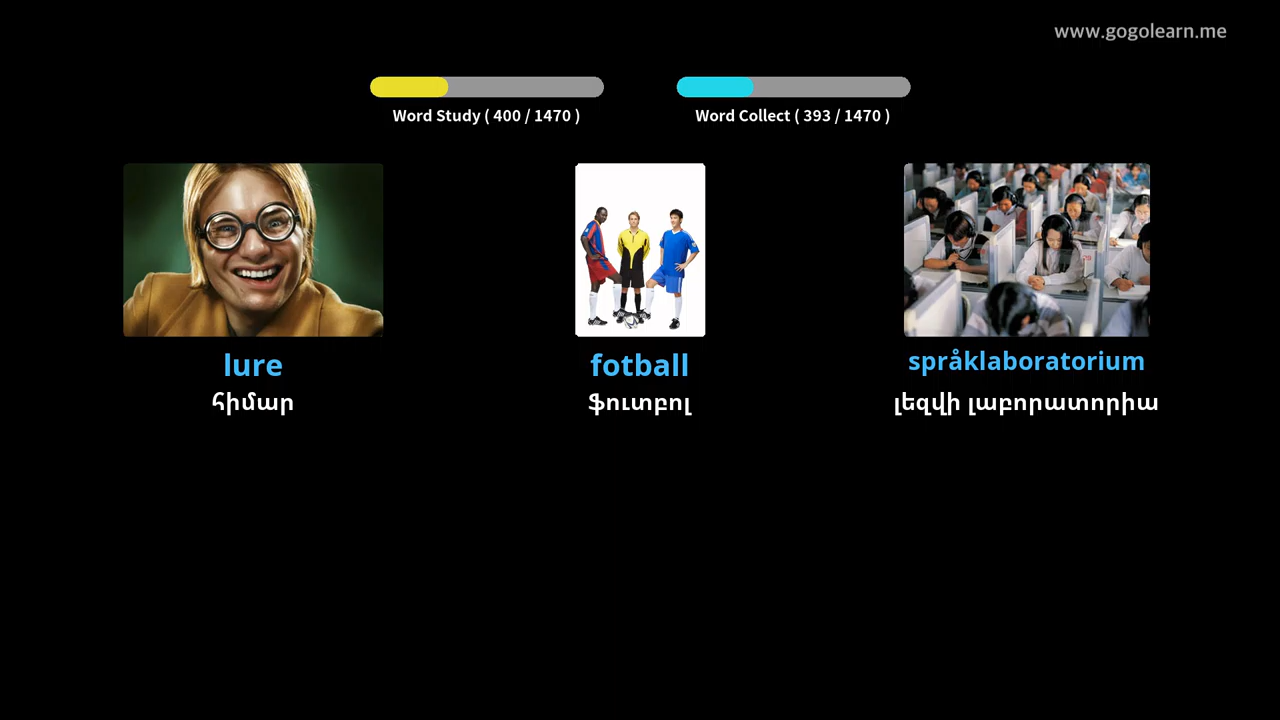 www.gogolearn.me
Word Study ( 400 / 1470 )
Word Collect ( 393 / 1470 )
lure
fotball
språklaboratorium
հիմար
ֆուտբոլ
լեզվի լաբորատորիա